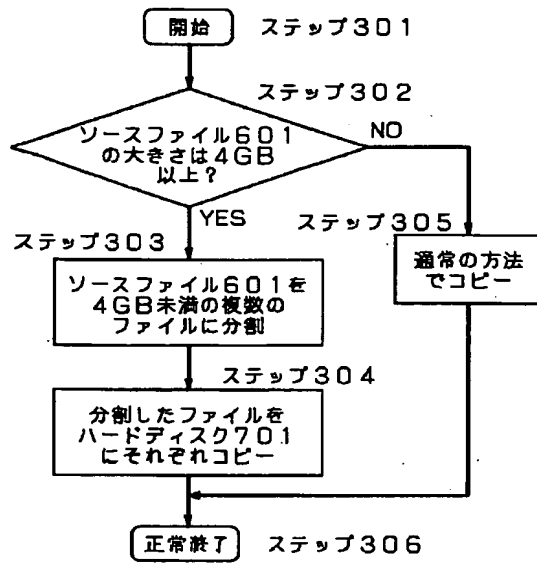 開始
ステップ301
ステップ302
ソースファイル601
の大きさは4GB
以上?
NO
YES
ステップ303
ステップ305
ソースファイル601を
4GB未満の複数の
ファイルに分割
通常の方法
でコピー
ステップ304
分割したファイルを
ハードディスク701
にそれぞれコピー
正常終了
ステップ306